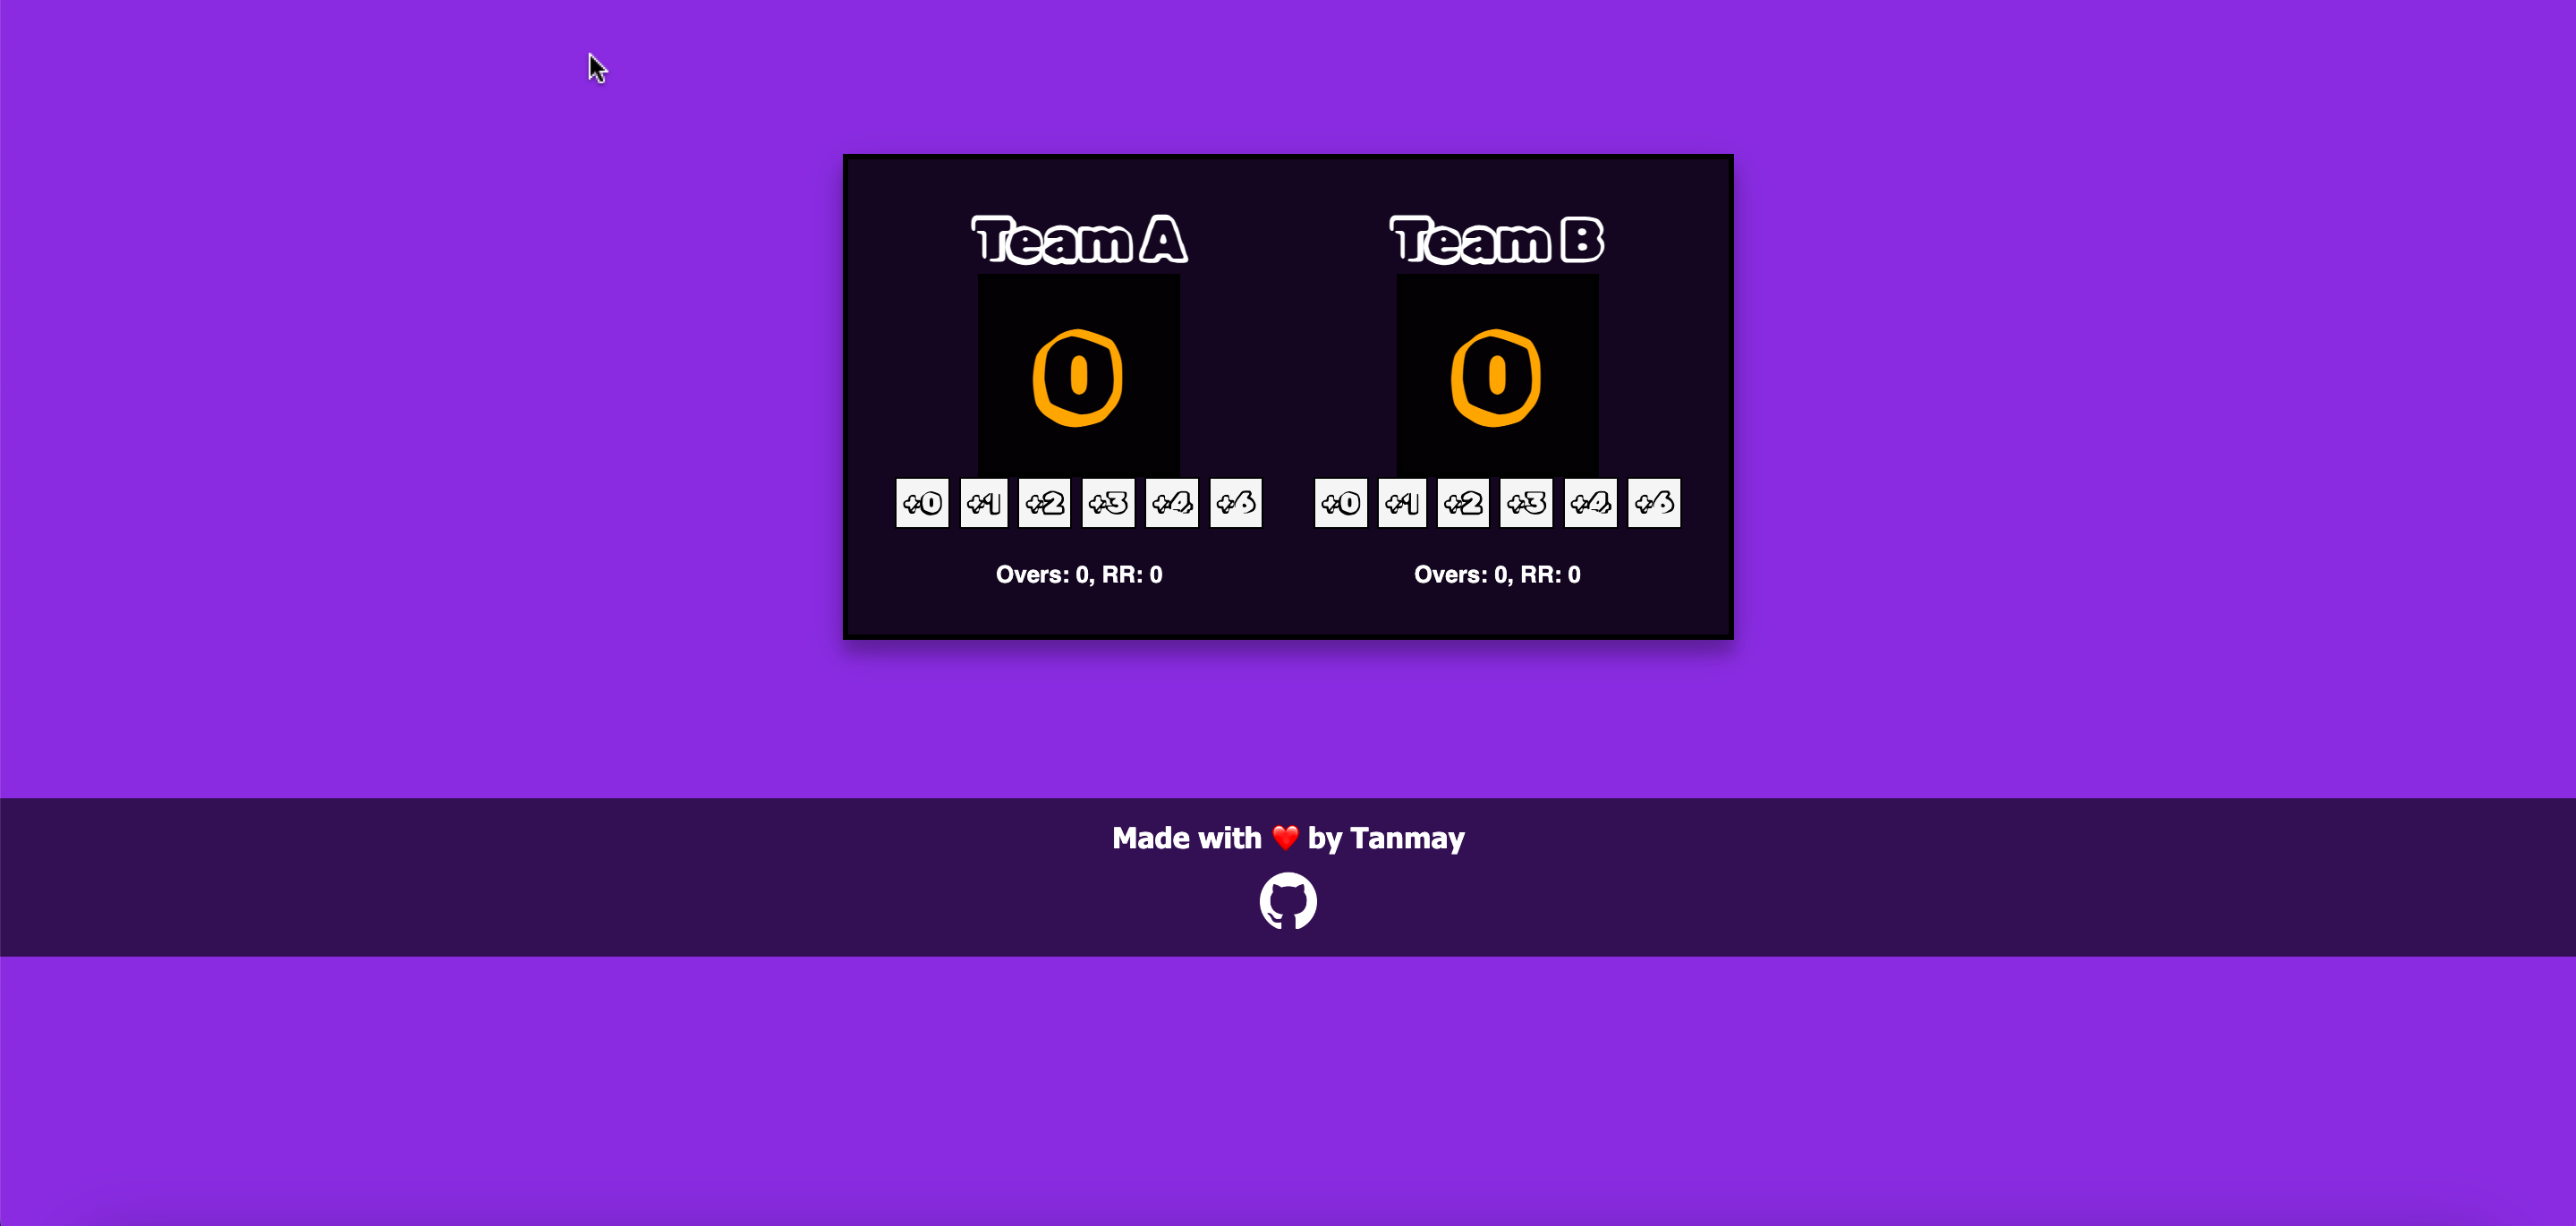 Team A Team B
0 0
+0 +1 +2 +3 +4 +6 +0 +1 +2 +3 +4 +6
Overs: 0, RR: 0 Overs: 0, RR: 0
Made with ❤️ by Tanmay